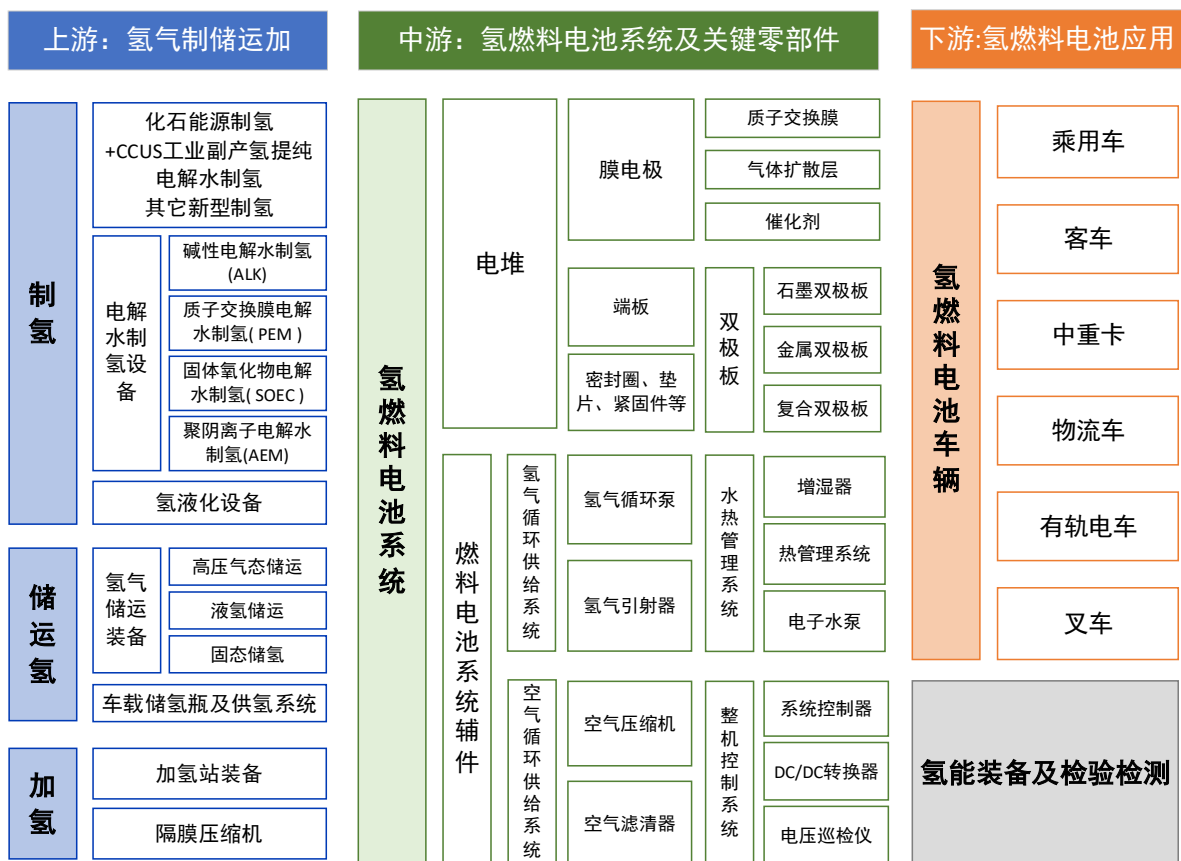 上游：氢气制储运加
制氢
化石能源制氢
+CCUS工业副产氢提纯
电解水制氢
其它新型制氢
电解
水制
氢设
备
碱性电解水制氢
(ALK)
质子交换膜电解
水制氢( PEM )
固体氧化物电解
水制氢( SOEC )
聚阴离子电解水
制氢(AEM)
氢液化设备
储运氢
氢气
储运
装备
高压气态储运
液氢储运
固态储氢
车载储氢瓶及供氢系统
加氢
加氢站装备
隔膜压缩机
中游：氢燃料电池系统及关键零部件
氢燃料电池系统
电堆
膜电极
质子交换膜
气体扩散层
催化剂
端板
密封圈、垫
片、紧固件等
双极板
石墨双极板
金属双极板
复合双极板
燃料电池系统辅件
氢气循环供给系统
氢气循环泵
氢气引射器
水热管理系统
增湿器
热管理系统
电子水泵
空气循环供给系统
空气压缩机
空气滤清器
整机控制系统
系统控制器
DC/DC转换器
电压巡检仪
下游:氢燃料电池应用
氢燃料电池车辆
乘用车
客车
中重卡
物流车
有轨电车
叉车
氢能装备及检验检测